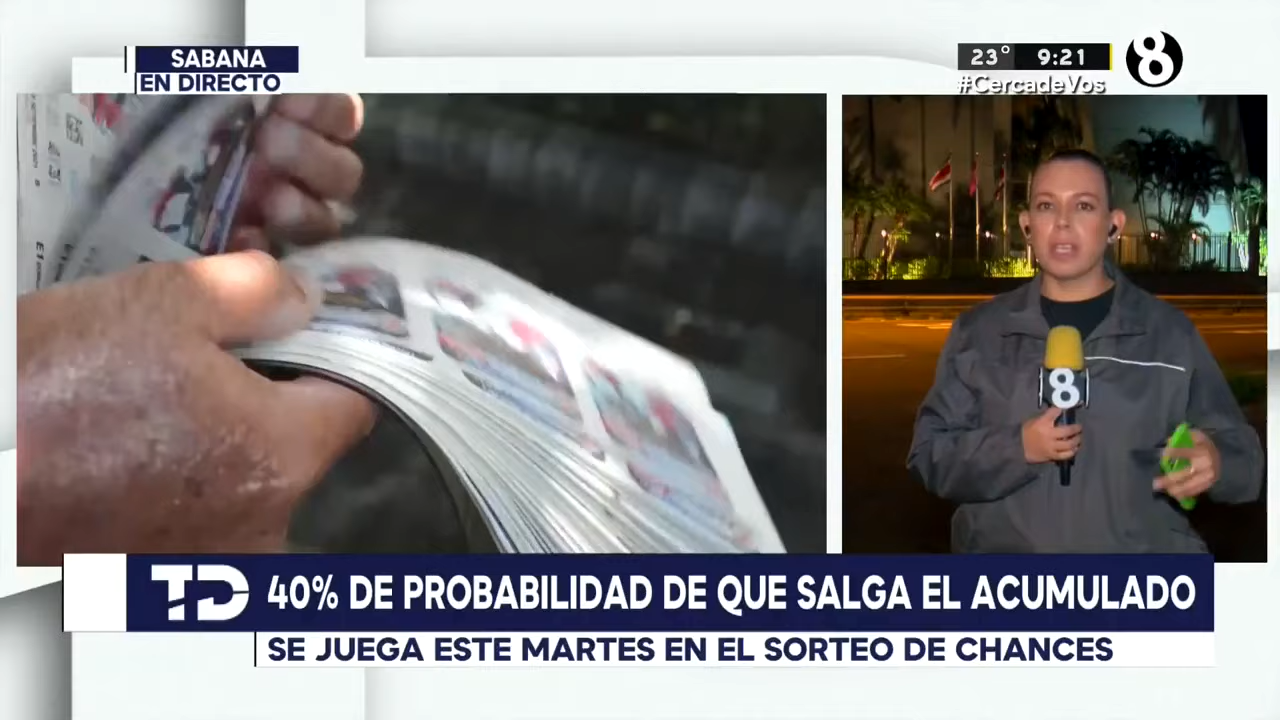 SABANA
EN DIRECTO
23° 9:21
8
#CercadeVos
8
TD 40% DE PROBABILIDAD DE QUE SALGA EL ACUMULADO
SE JUEGA ESTE MARTES EN EL SORTEO DE CHANCES